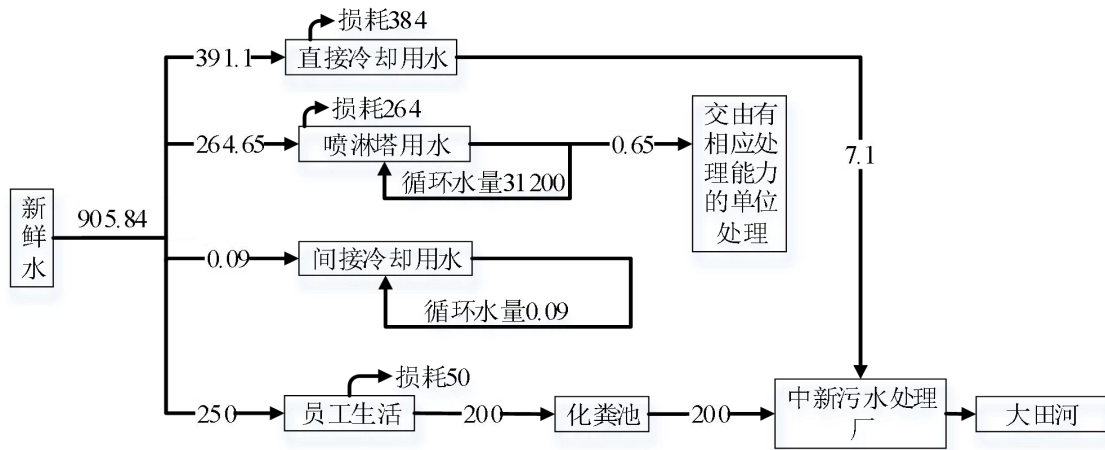 损耗384
391.1
直接冷却用水
损耗264
264.65
喷淋塔用水
0.65
循环水量31200
交由有
相应处
理能力
的单位
处理
7.1
新
鲜
水
905.84
0.09
间接冷却用水
循环水量0.09
损耗50
250
员工生活
200
化粪池
200
中新污水处理
厂
大田河